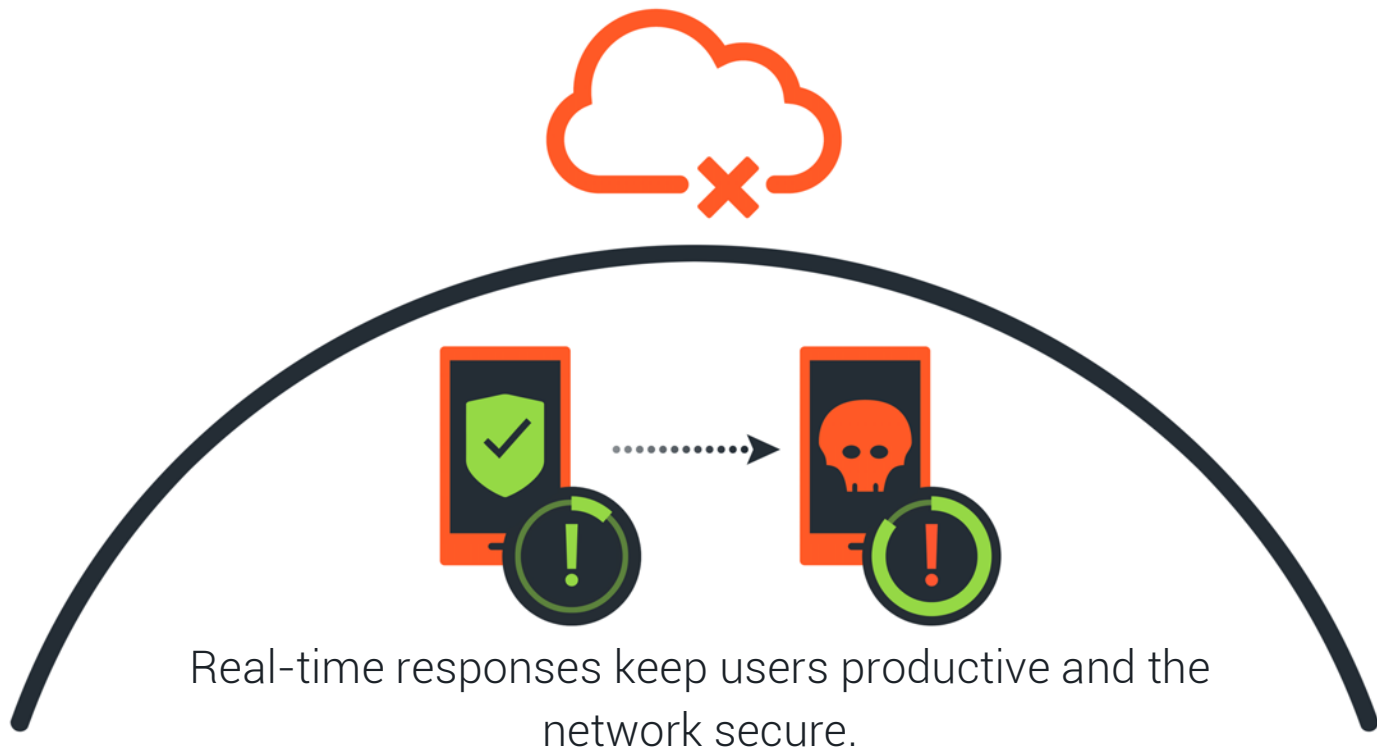 Real-time responses keep users productive and the
network secure.